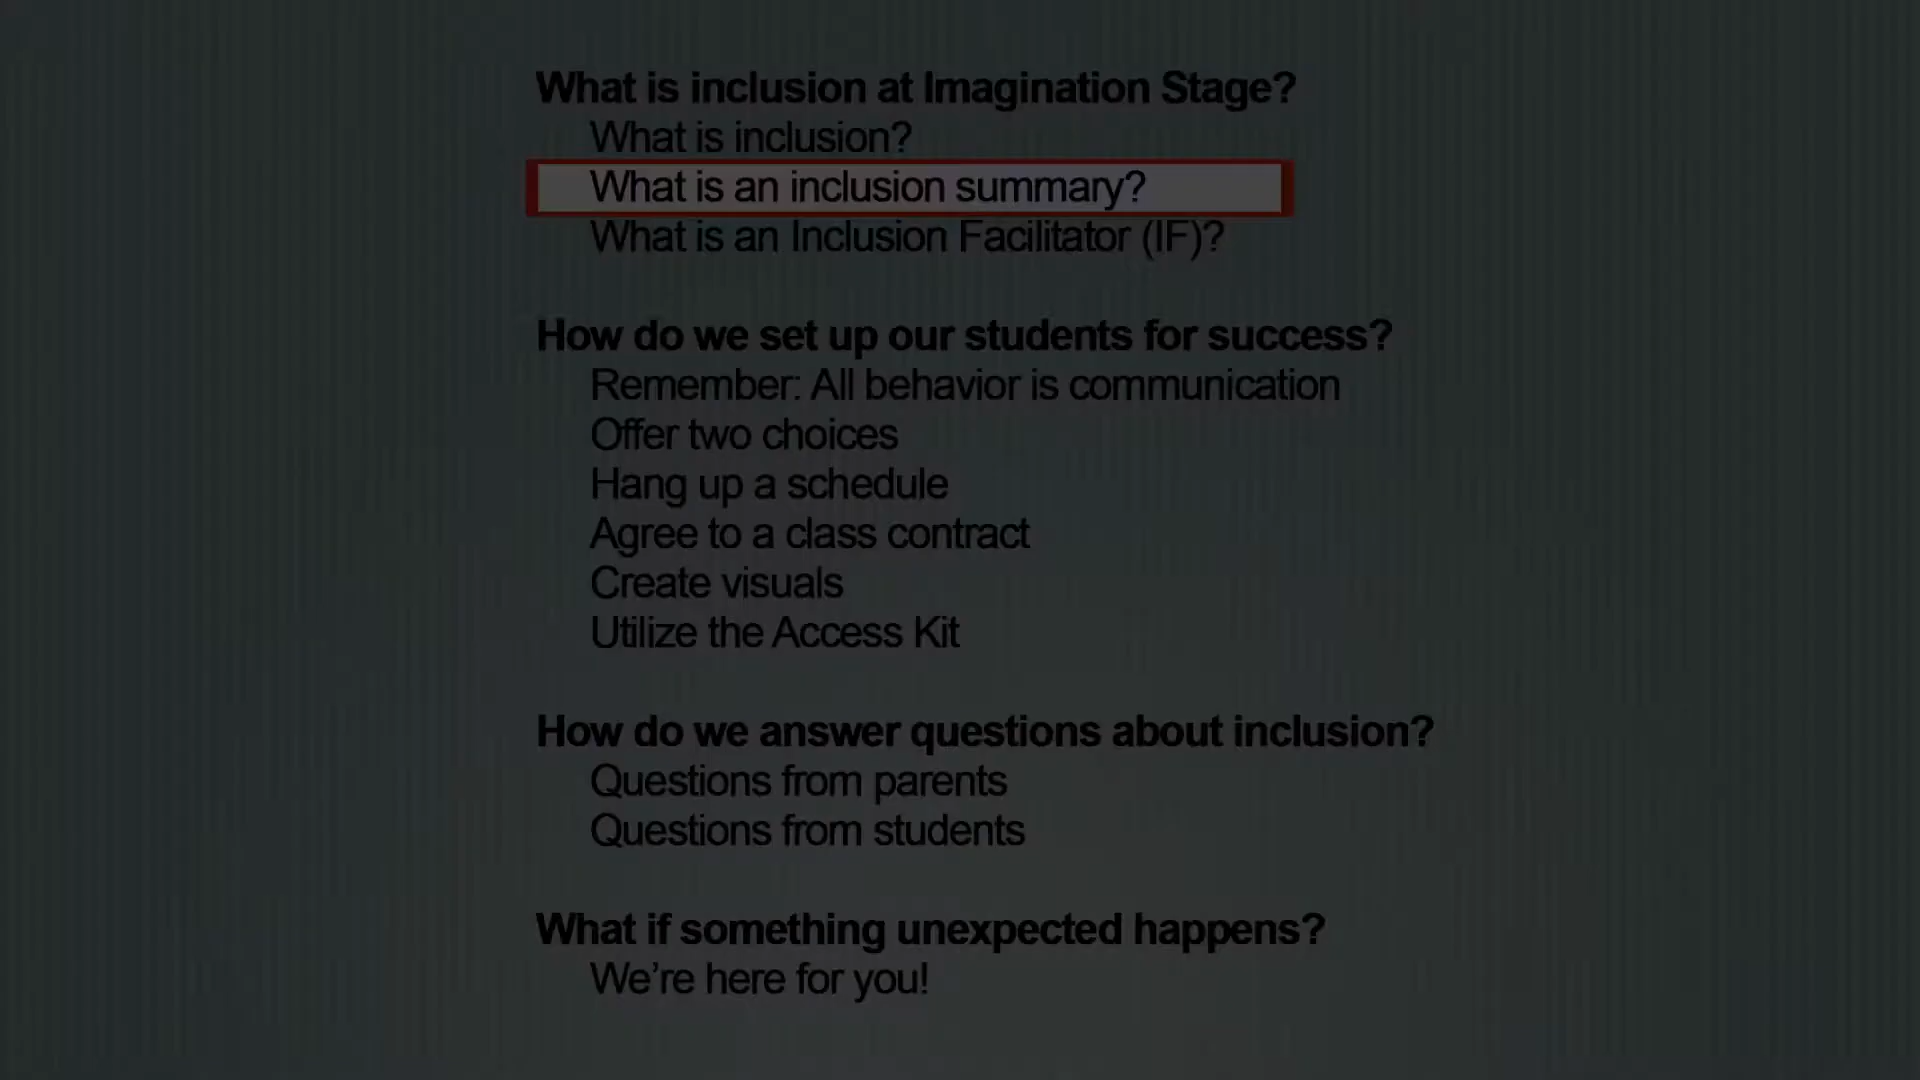 What is inclusion at Imagination Stage?
What is inclusion?
What is an inclusion summary?
What is an Inclusion Facilitator (IF)?
How do we set up our students for success?
Remember: All behavior is communication
Offer two choices
Hang up a schedule
Agree to a class contract
Create visuals
Utilize the Access Kit
How do we answer questions about inclusion?
Questions from parents
Questions from students
What if something unexpected happens?
We’re here for you!